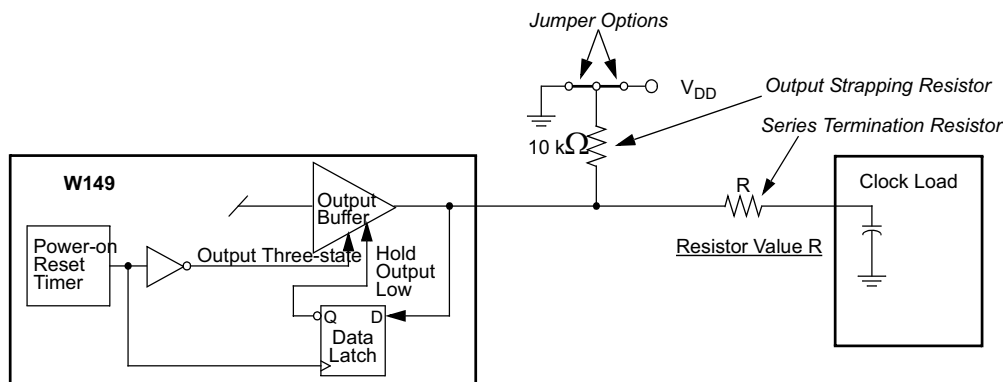 Jumper Options
V_DD
Output Strapping Resistor
10 kΩ
Series Termination Resistor
W149
Output
Buffer
R
Clock Load
Power-on
Reset
Timer
Output Three-state
Hold
Output
Low
Resistor Value R
Q D
Data
Latch